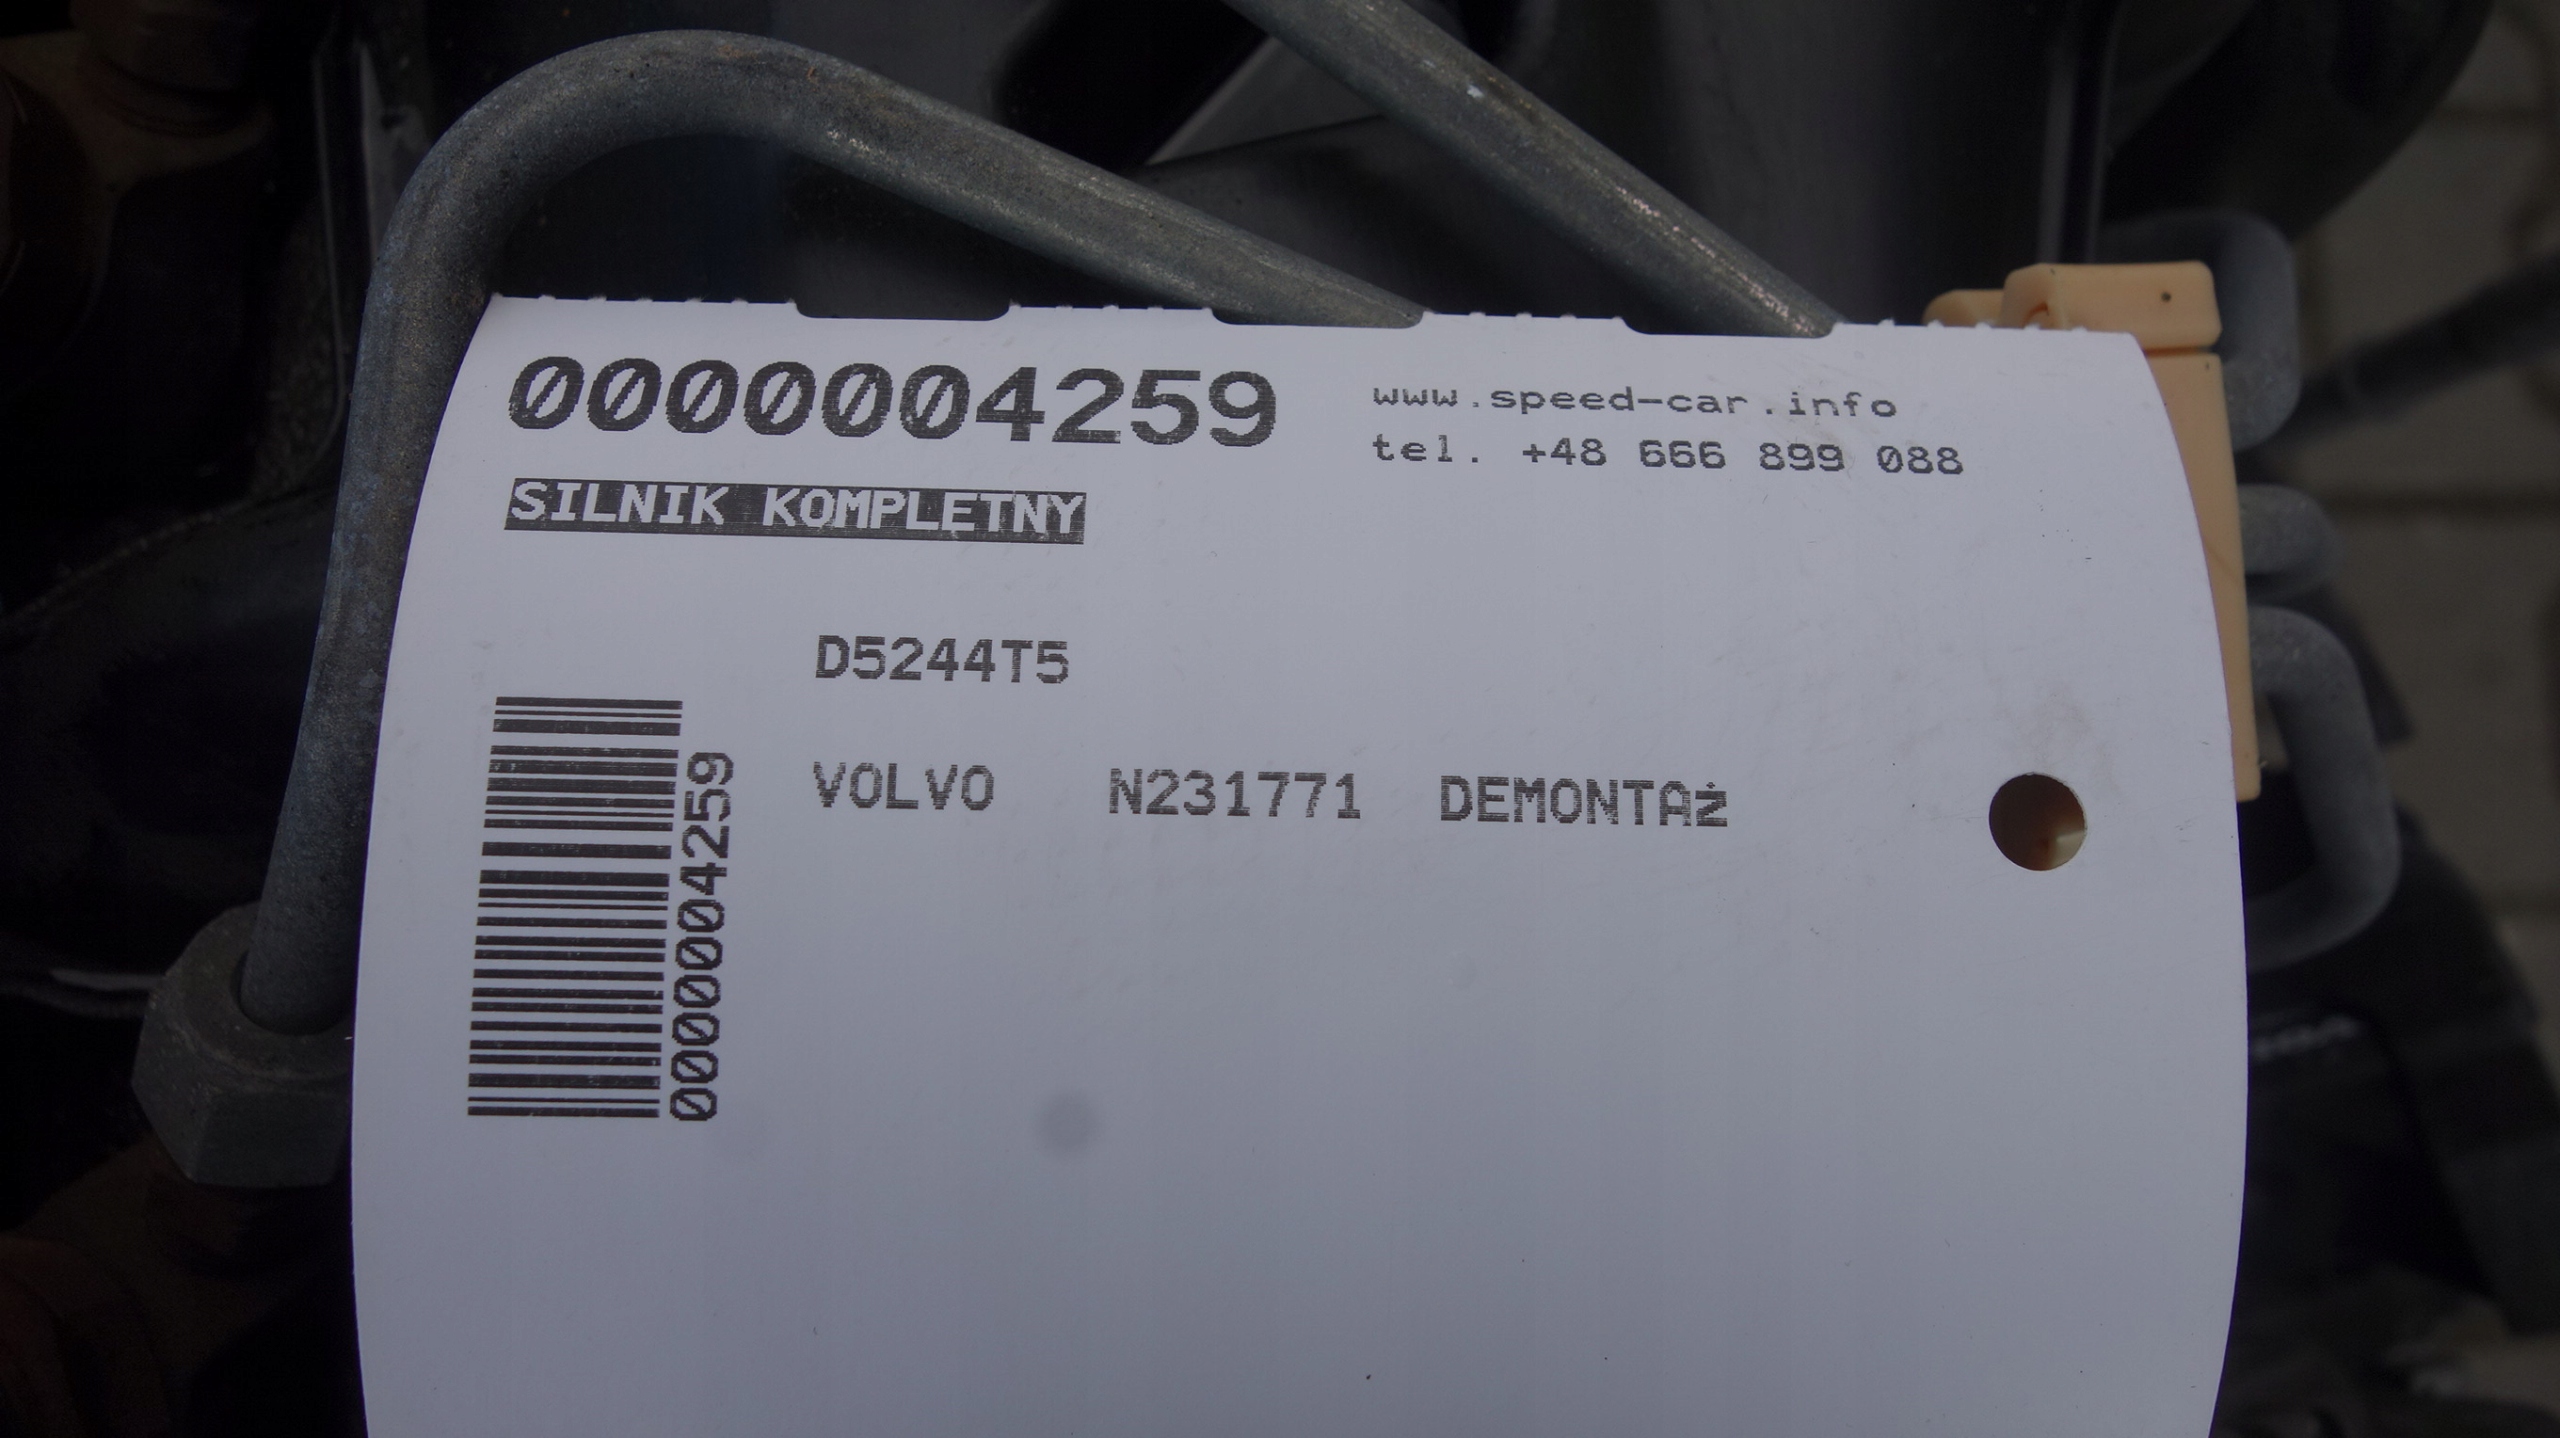 0000004259
www.speed-car.info
tel. +48 666 899 088
SILNIK KOMPLETNY
D5244T5
VOLVO N231771 DEMONTAż
0000004259